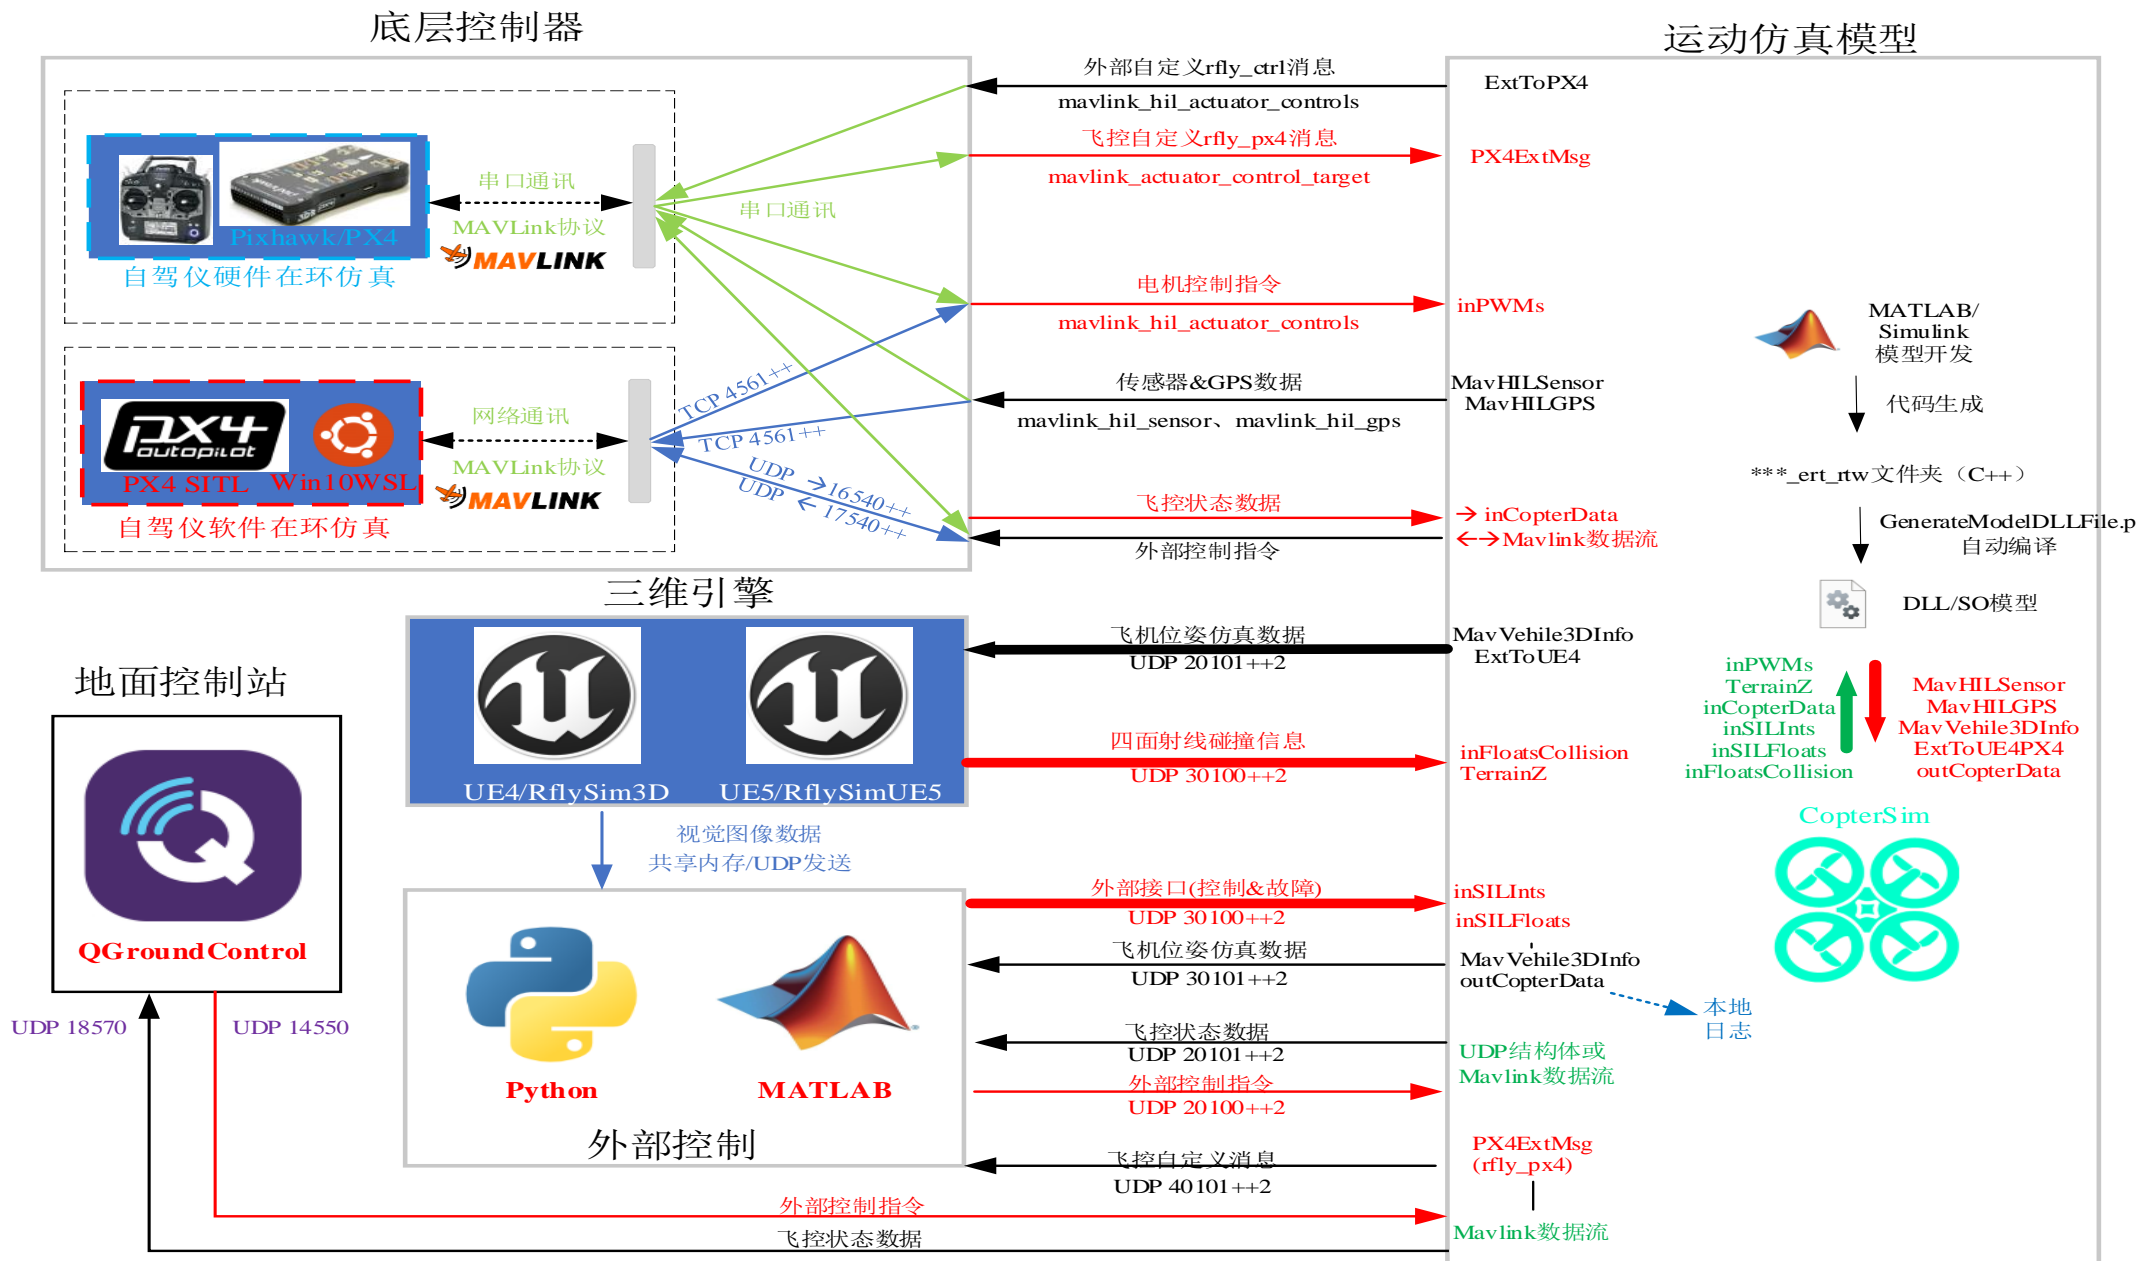 底层控制器
运动仿真模型
外部自定义rfly_ctrl消息
mavlink_hil_actuator_controls
ExtToPX4
飞控自定义rfly_px4消息
mavlink_actuator_control_target
PX4ExtMsg
串口通讯
MAVLink协议
MAVLINK
Pixhawk/PX4
自驾仪硬件在环仿真
串口通讯
电机控制指令
mavlink_hil_actuator_controls
inPWMs
MATLAB/
Simulink
模型开发
代码生成
***_ert_rtw文件夹（C++）
GenerateModelDLLFile.p
自动编译
DLL/SO模型
TCP 4561++
传感器&GPS数据
mavlink_hil_sensor、mavlink_hil_gps
MavHILSensor
MavHILGPS
TCP 4561++
网络通讯
MAVLink协议
MAVLINK
px4
autopilot
PX4 SITL
Win10WSL
自驾仪软件在环仿真
UDP →16540++
UDP ← 17540++
飞控状态数据
外部控制指令
→ inCopterData
←→Mavlink数据流
三维引擎
飞机位姿仿真数据
UDP 20101++2
MavVehile3DInfo
ExtToUE4
inPWMs
TerrainZ
inCopterData
inSILInts
inSILFloats
inFloatsCollision
MavHILSensor
MavHILGPS
MavVehile3DInfo
ExtToUE4PX4
outCopterData
四面射线碰撞信息
UDP 30100++2
inFloatsCollision
TerrainZ
UE4/RflySim3D
UE5/RflySimUE5
CopterSim
地面控制站
QGroundControl
UDP 18570
UDP 14550
视觉图像数据
共享内存/UDP发送
外部接口(控制&故障)
UDP 30100++2
inSILInts
inSILFloats
飞机位姿仿真数据
UDP 30101++2
MavVehile3DInfo
outCopterData
本地
日志
飞控状态数据
UDP 20101++2
UDP结构体或
Mavlink数据流
外部控制指令
UDP 20100++2
Python
MATLAB
外部控制
飞控自定义消息
UDP 40101++2
PX4ExtMsg
(rfly_px4)
外部控制指令
飞控状态数据
Mavlink数据流